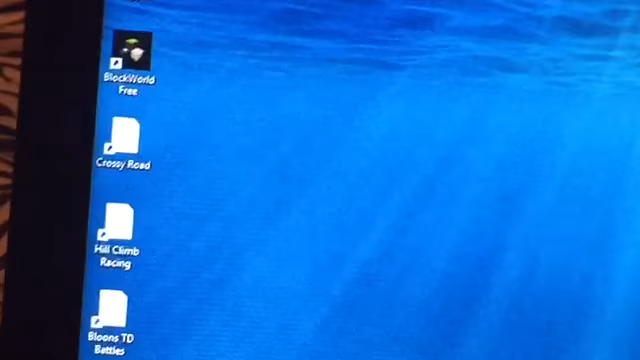 BlockWorld
Free
Crossy Road
Hill Climb
Racing
Bloons TD
Battles